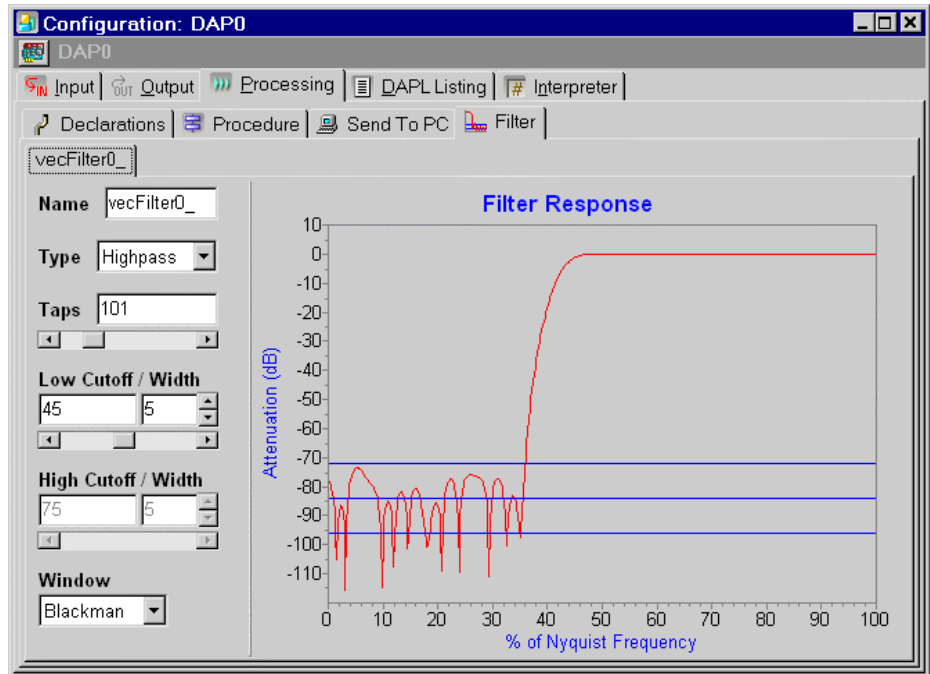 Configuration: DAP0
DAP0
IN Input OUT Output Processing DAPL Listing # Interpreter
Declarations Procedure Send To PC Filter
vecFilter0_
Name vecFilter0_
Type Highpass
Taps 101
Low Cutoff / Width
45 5
High Cutoff / Width
75 5
Window
Blackman
Filter Response
Attenuation (dB)
10
0
-10
-20
-30
-40
-50
-60
-70
-80
-90
-100
-110
0 10 20 30 40 50 60 70 80 90 100
% of Nyquist Frequency